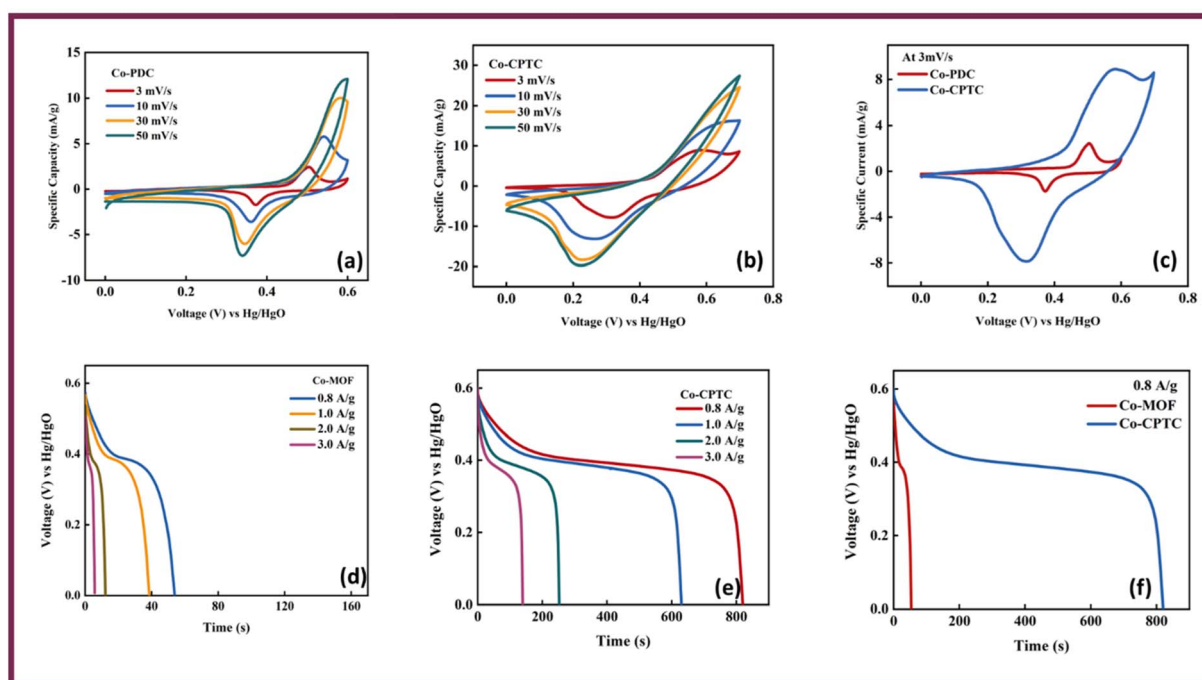 Co-PDC
3 mV/s
10 mV/s
30 mV/s
50 mV/s
15
10
5
0
-5
-10
Specific Capacity (mA/g)
0.0 0.2 0.4 0.6
Voltage (V) vs Hg/HgO
(a)
Co-CPTC
3 mV/s
10 mV/s
30 mV/s
50 mV/s
30
20
10
0
-10
-20
Specific Capacity (mA/g)
0.0 0.2 0.4 0.6 0.8
Voltage (V) vs Hg/HgO
(b)
At 3mV/s
Co-PDC
Co-CPTC
8
4
0
-4
-8
Specific Current (mA/g)
0.0 0.2 0.4 0.6 0.8
Voltage (V) vs Hg/HgO
(c)
Co-MOF
0.8 A/g
1.0 A/g
2.0 A/g
3.0 A/g
0.6
0.4
0.2
0.0
Voltage (V) vs Hg/HgO
0 40 80 120 160
Time (s)
(d)
Co-CPTC
0.8 A/g
1.0 A/g
2.0 A/g
3.0 A/g
0.6
0.4
0.2
0.0
Voltage (V) vs Hg/HgO
0 200 400 600 800
Time (s)
(e)
0.8 A/g
Co-MOF
Co-CPTC
0.6
0.4
0.2
0.0
Voltage (V) vs Hg/HgO
0 200 400 600 800
Time (s)
(f)